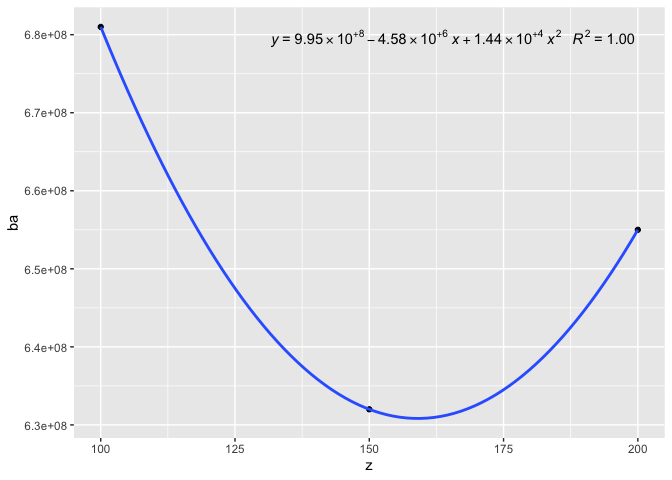 y = 9.95 × 10⁺⁸ – 4.58 × 10⁺⁶ x + 1.44 × 10⁺⁴ x²   R² = 1.00
6.8e+08
6.7e+08
6.6e+08
6.5e+08
6.4e+08
6.3e+08
ba
100 125 150 175 200
z